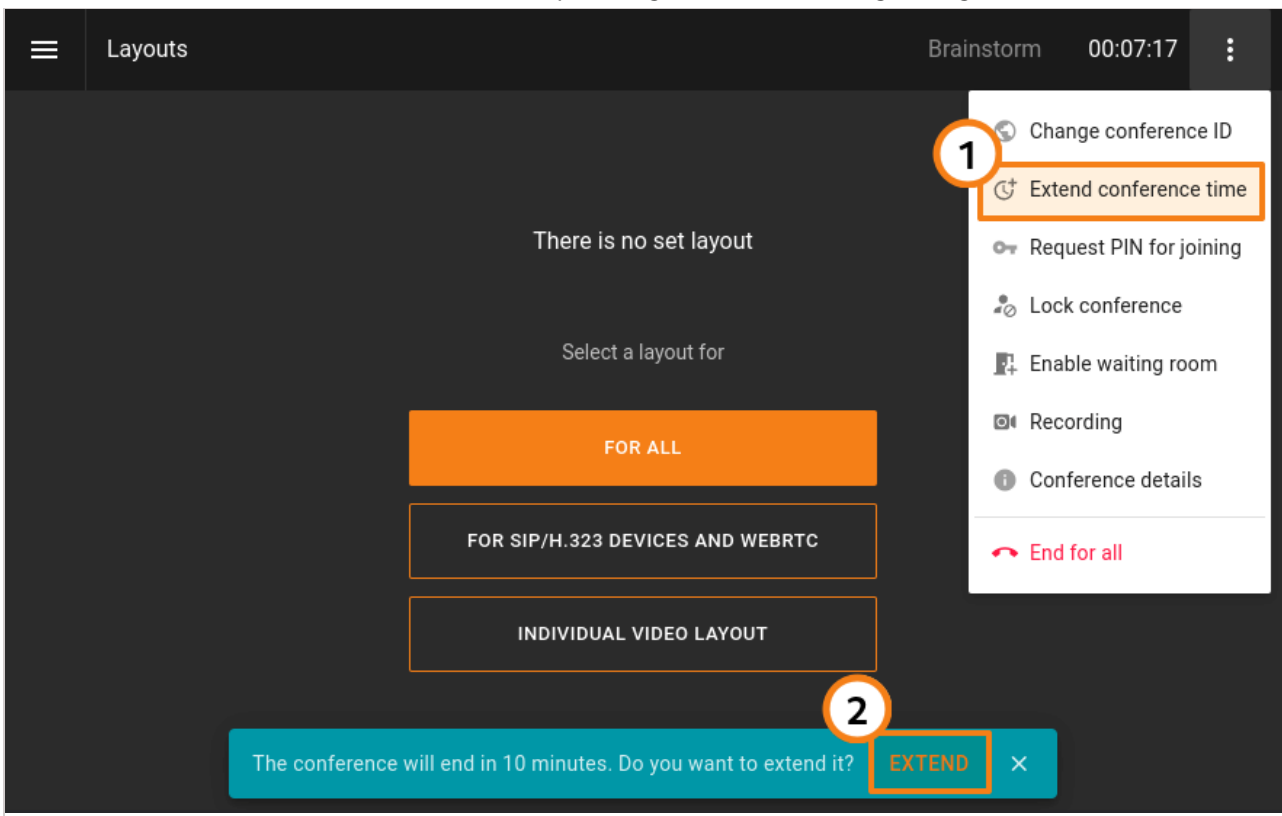 Layouts
Brainstorm
00:07:17
Change conference ID
1
Extend conference time
Request PIN for joining
Lock conference
Enable waiting room
Recording
Conference details
End for all
There is no set layout
Select a layout for
FOR ALL
FOR SIP/H.323 DEVICES AND WEBRTC
INDIVIDUAL VIDEO LAYOUT
2
The conference will end in 10 minutes. Do you want to extend it? EXTEND